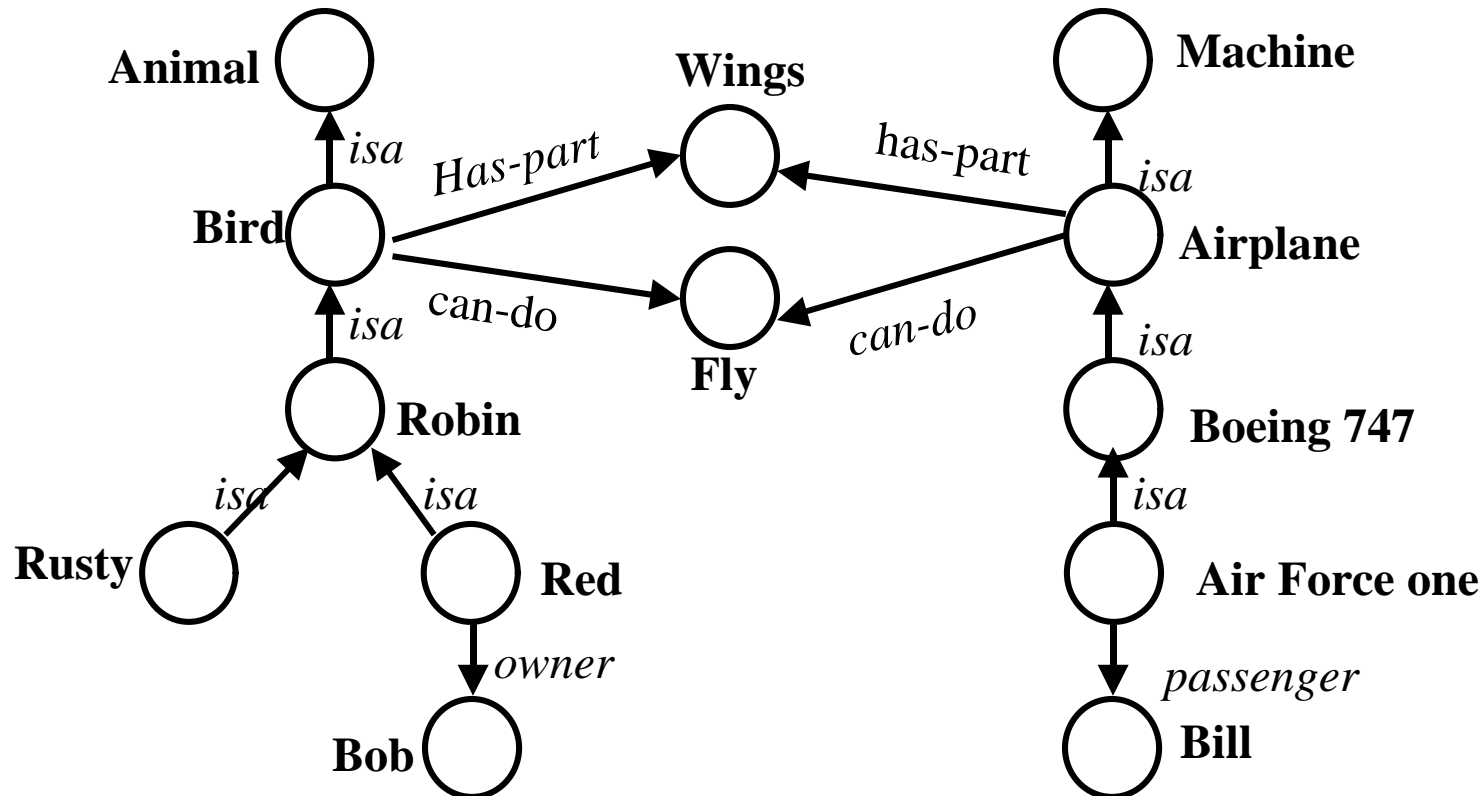 Animal
Wings
Machine
isa
Has-part
has-part
isa
Bird
Airplane
can-do
can-do
isa
isa
Fly
Robin
Boeing 747
isa
isa
isa
Rusty
Red
Air Force one
owner
passenger
Bob
Bill